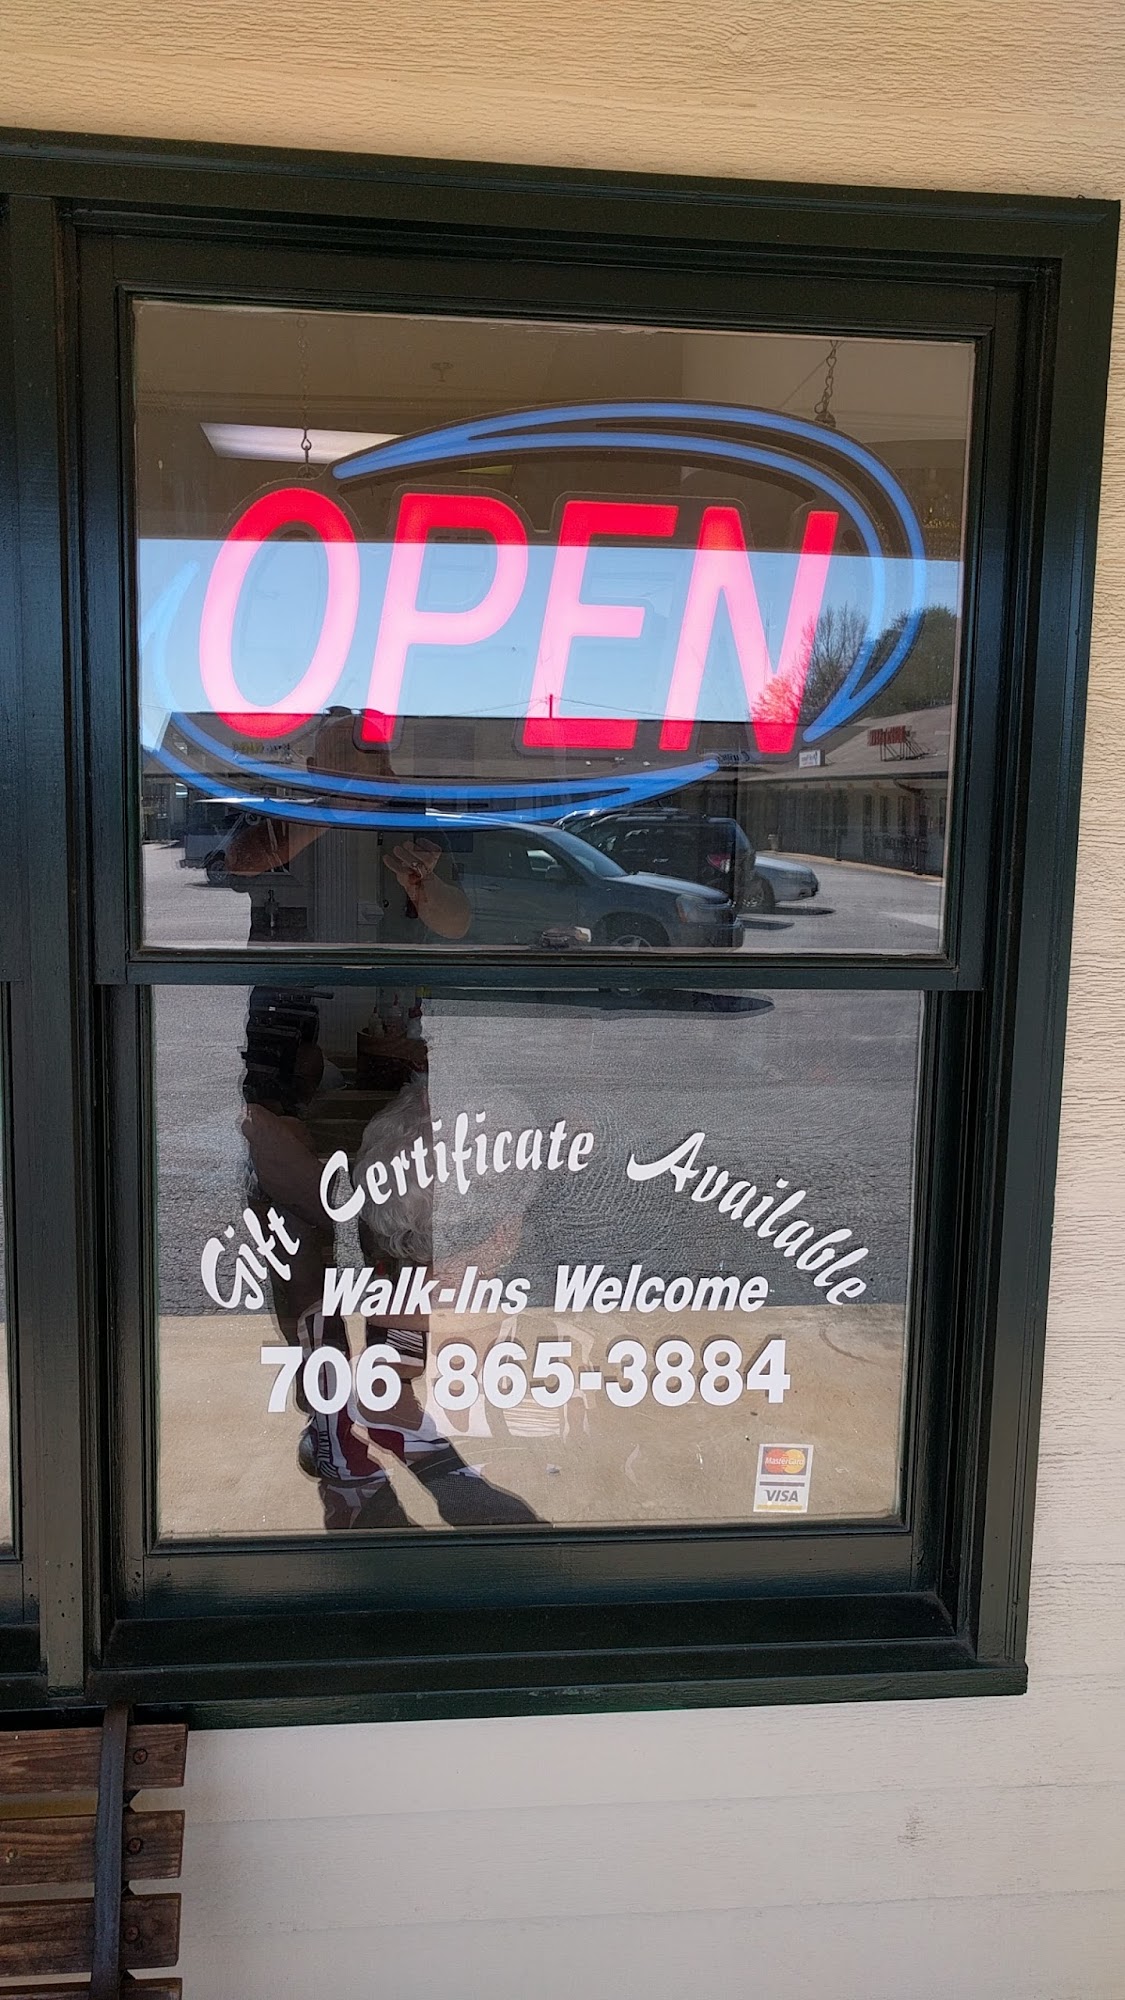 OPEN
Gift Certificate Available
Walk-Ins Welcome
706 865-3884
MasterCard
VISA